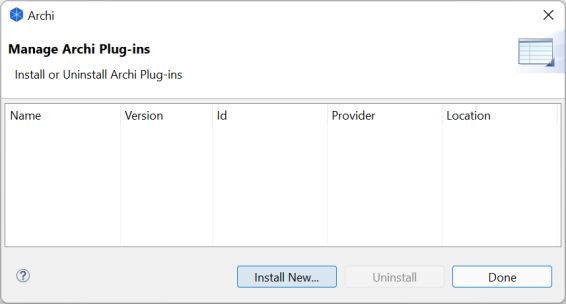 Archi
Manage Archi Plug-ins
Install or Uninstall Archi Plug-ins
Name Version Id Provider Location
? Install New... Uninstall Done